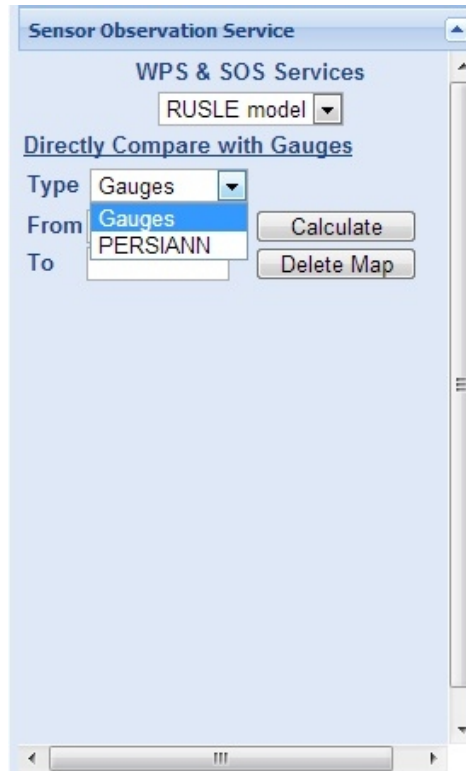 Sensor Observation Service
WPS & SOS Services
RUSLE model
Directly Compare with Gauges
Type Gauges
Gauges
PERSIANN
From Calculate
To Delete Map